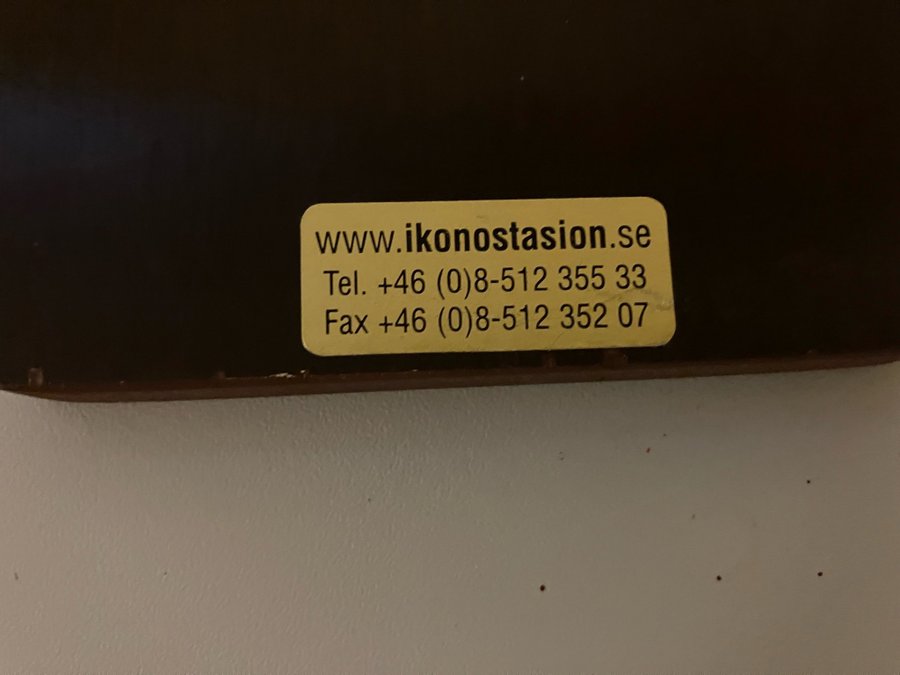 www.ikonostasion.se
Tel. +46 (0)8-512 355 33
Fax +46 (0)8-512 352 07